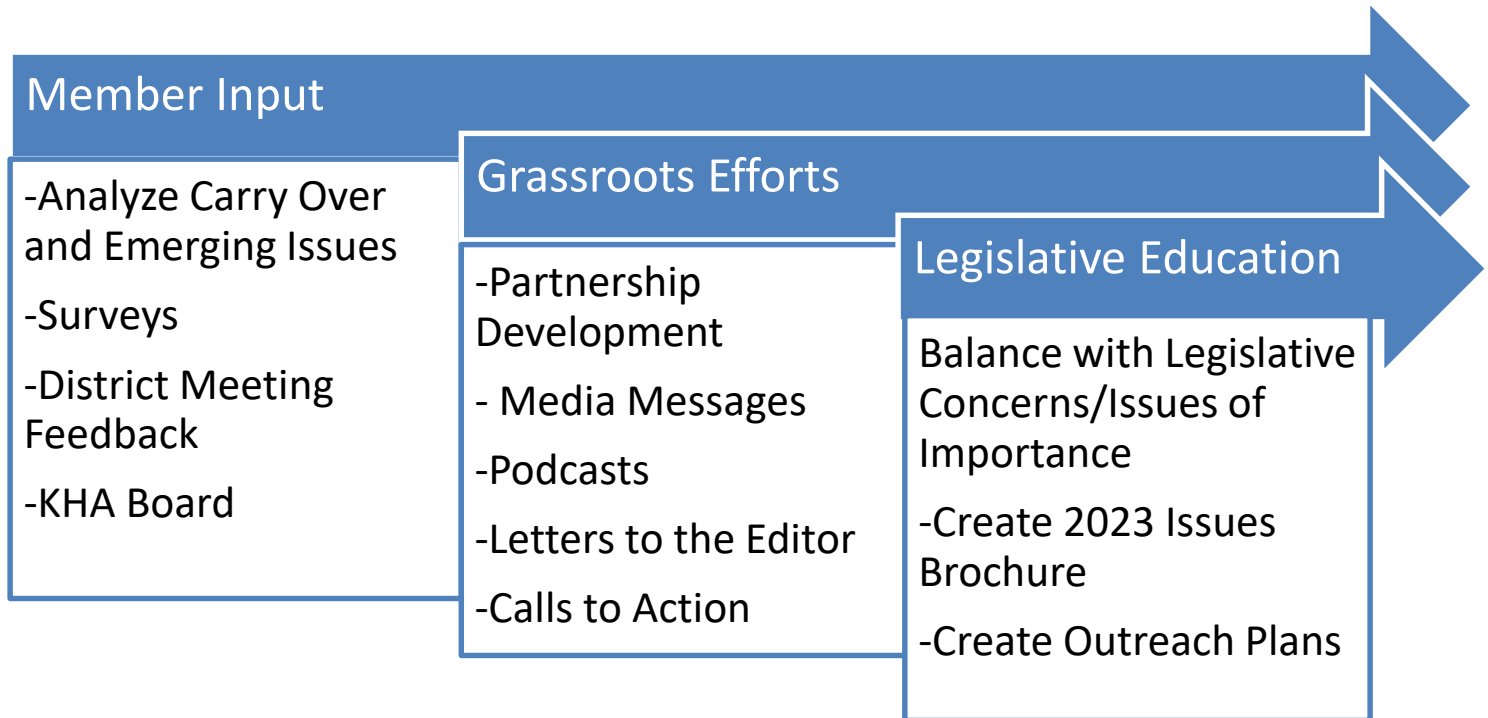 Member Input
-Analyze Carry Over
and Emerging Issues
-Surveys
-District Meeting
Feedback
-KHA Board
Grassroots Efforts
-Partnership
Development
- Media Messages
-Podcasts
-Letters to the Editor
-Calls to Action
Legislative Education
Balance with Legislative
Concerns/Issues of
Importance
-Create 2023 Issues
Brochure
-Create Outreach Plans